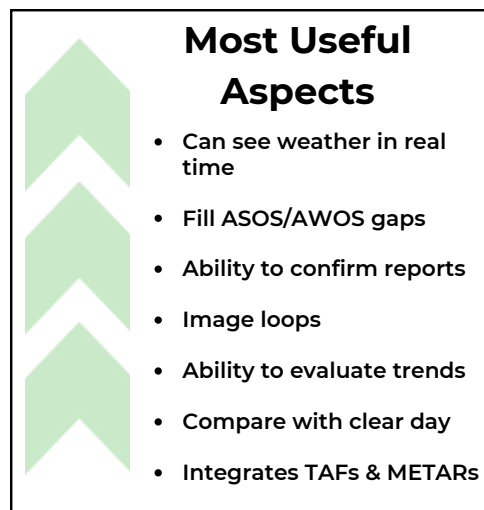 Most Useful
Aspects
• Can see weather in real
time
• Fill ASOS/AWOS gaps
• Ability to confirm reports
• Image loops
• Ability to evaluate trends
• Compare with clear day
• Integrates TAFs & METARs